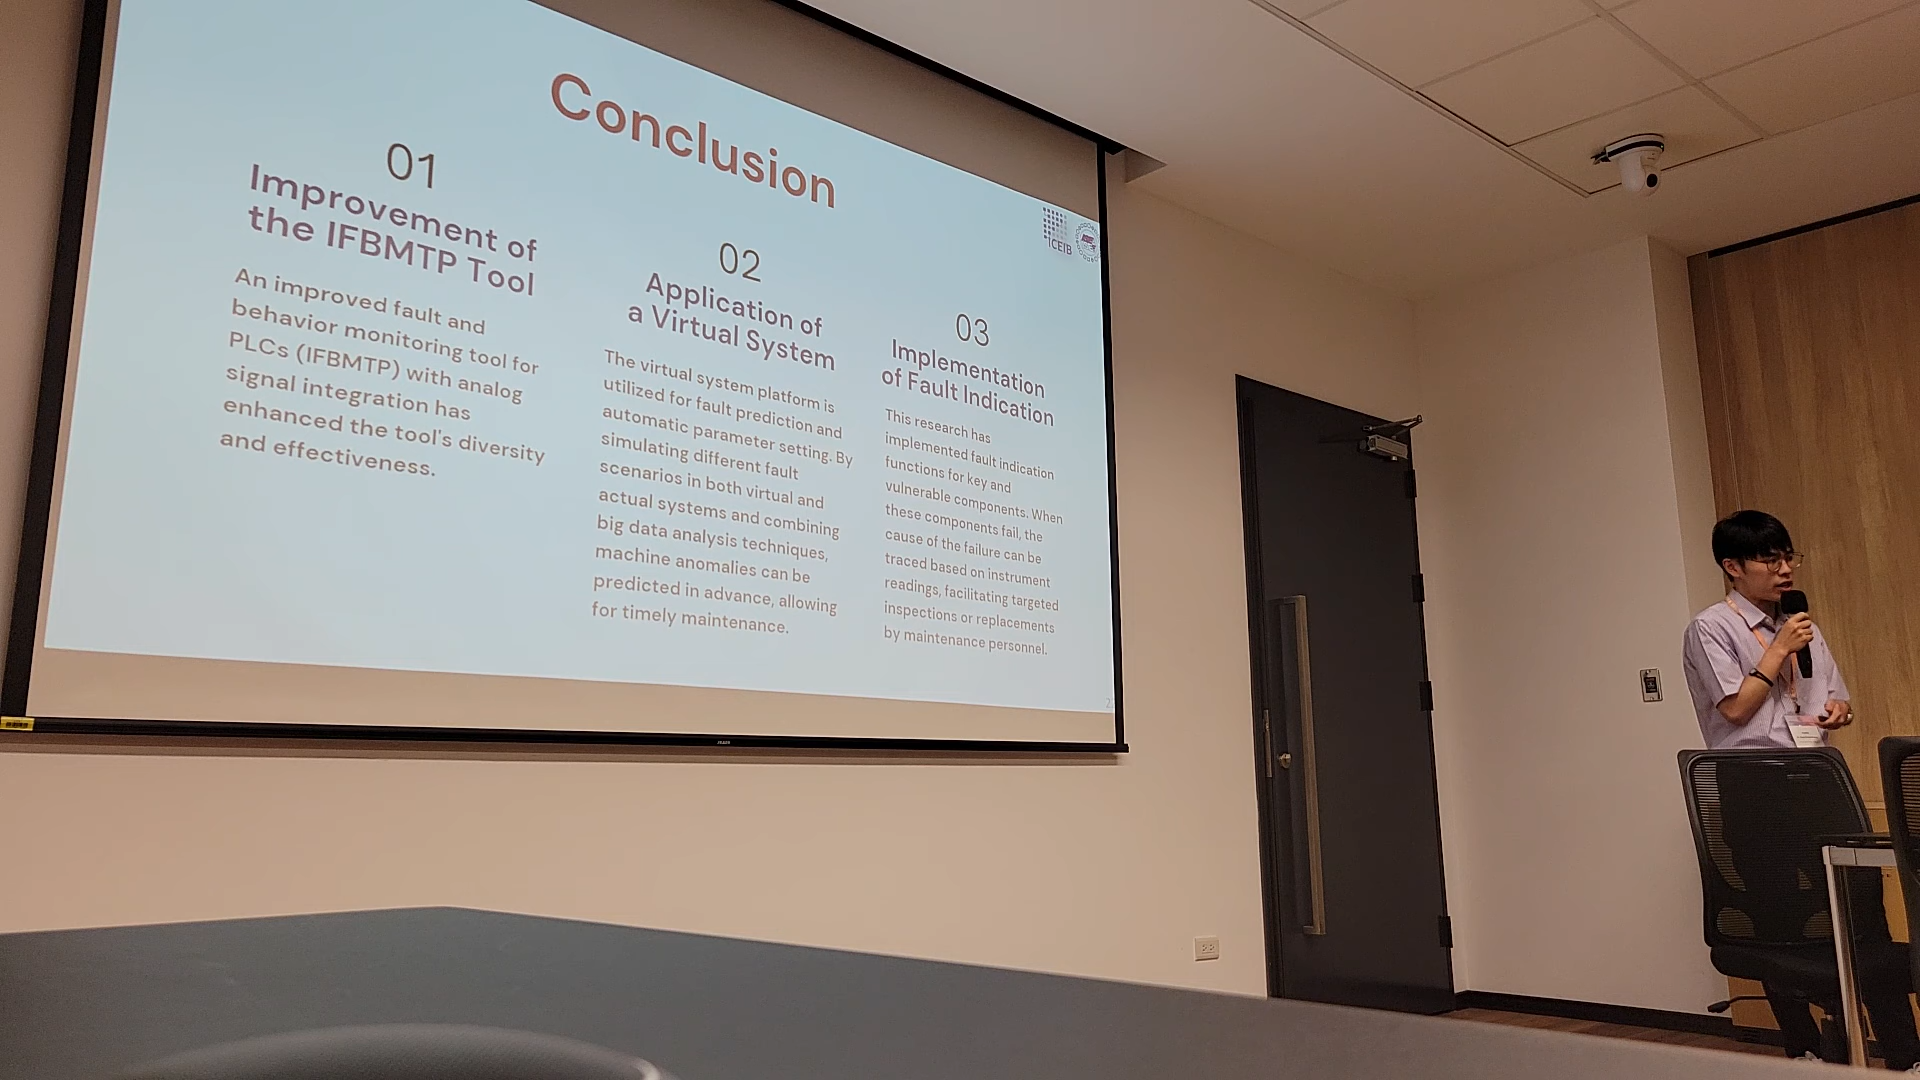 Conclusion
01
Improvement of
the IFBMTP Tool
An improved fault and
behavior monitoring tool for
PLCs (IFBMTP) with analog
signal integration has
enhanced the tool's diversity
and effectiveness.
02
Application of
a Virtual System
The virtual system platform is
utilized for fault prediction and
automatic parameter setting. By
simulating different fault
scenarios in both virtual and
actual systems and combining
big data analysis techniques,
machine anomalies can be
predicted in advance, allowing
for timely maintenance.
03
Implementation
of Fault Indication
This research has
implemented fault indication
functions for key and
vulnerable components. When
these components fail, the
cause of the failure can be
traced based on instrument
readings, facilitating targeted
inspections or replacements
by maintenance personnel.
ICEIB